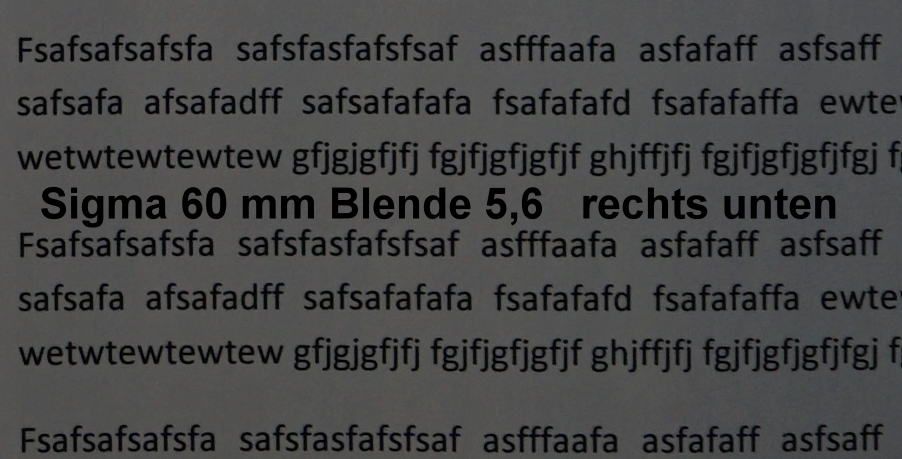 Fsafsafsafsfa safsfasfafsfsaf asfffaafa asfafaff asfsaff
safsafa afsafadff safsafafafa fsafafafd fsafafaffa ewte
wetwtewtewtew gfjgjgfjfj fgjfjgfjgfjf ghjffjfj fgjfjgfjgfjfgj f
Sigma 60 mm Blende 5,6 rechts unten
Fsafsafsafsfa safsfasfafsfsaf asfffaafa asfafaff asfsaff
safsafa afsafadff safsafafafa fsafafafd fsafafaffa ewte
wetwtewtewtew gfjgjgfjfj fgjfjgfjgfjf ghjffjfj fgjfjgfjgfjfgj f
Fsafsafsafsfa safsfasfafsfsaf asfffaafa asfafaff asfsaff